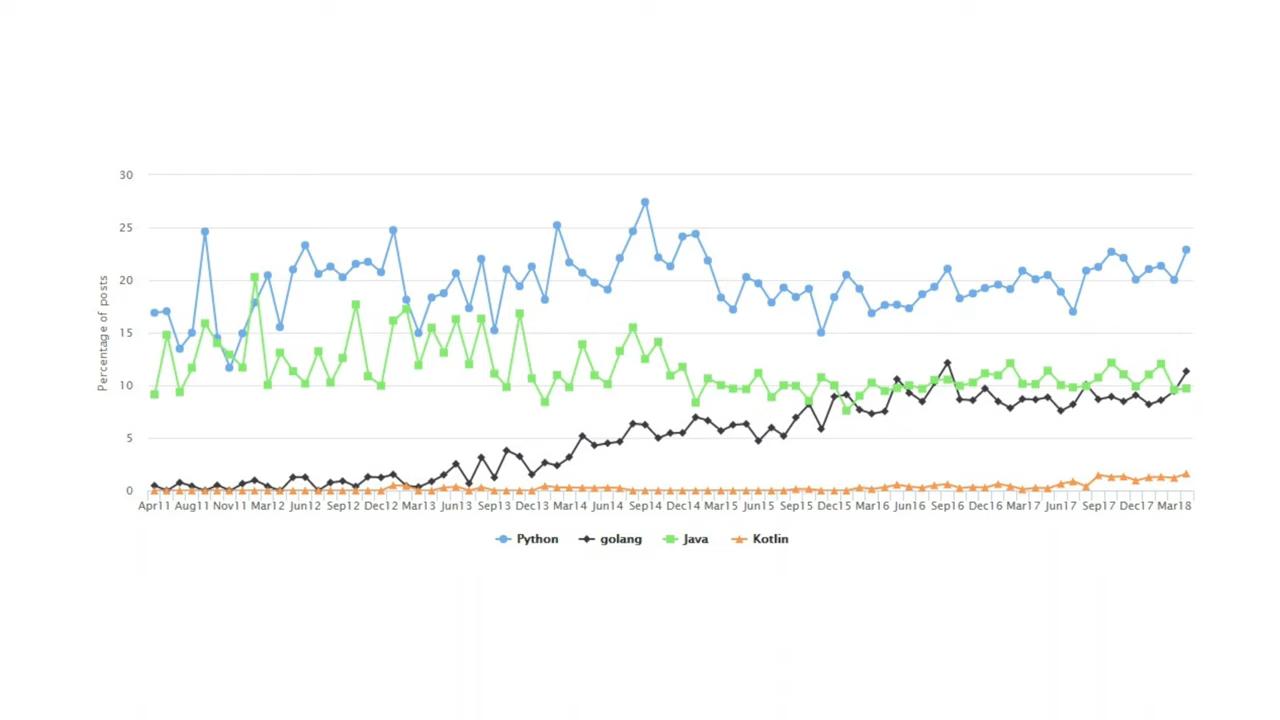 30
25
20
15
10
5
0
Percentage of posts
Apr11 Aug11 Nov11 Mar12 Jun12 Sep12 Dec12 Mar13 Jun13 Sep13 Dec13 Mar14 Jun14 Sep14 Dec14 Mar15 Jun15 Sep15 Dec15 Mar16 Jun16 Sep16 Dec16 Mar17 Jun17 Sep17 Dec17 Mar18
Python golang Java Kotlin